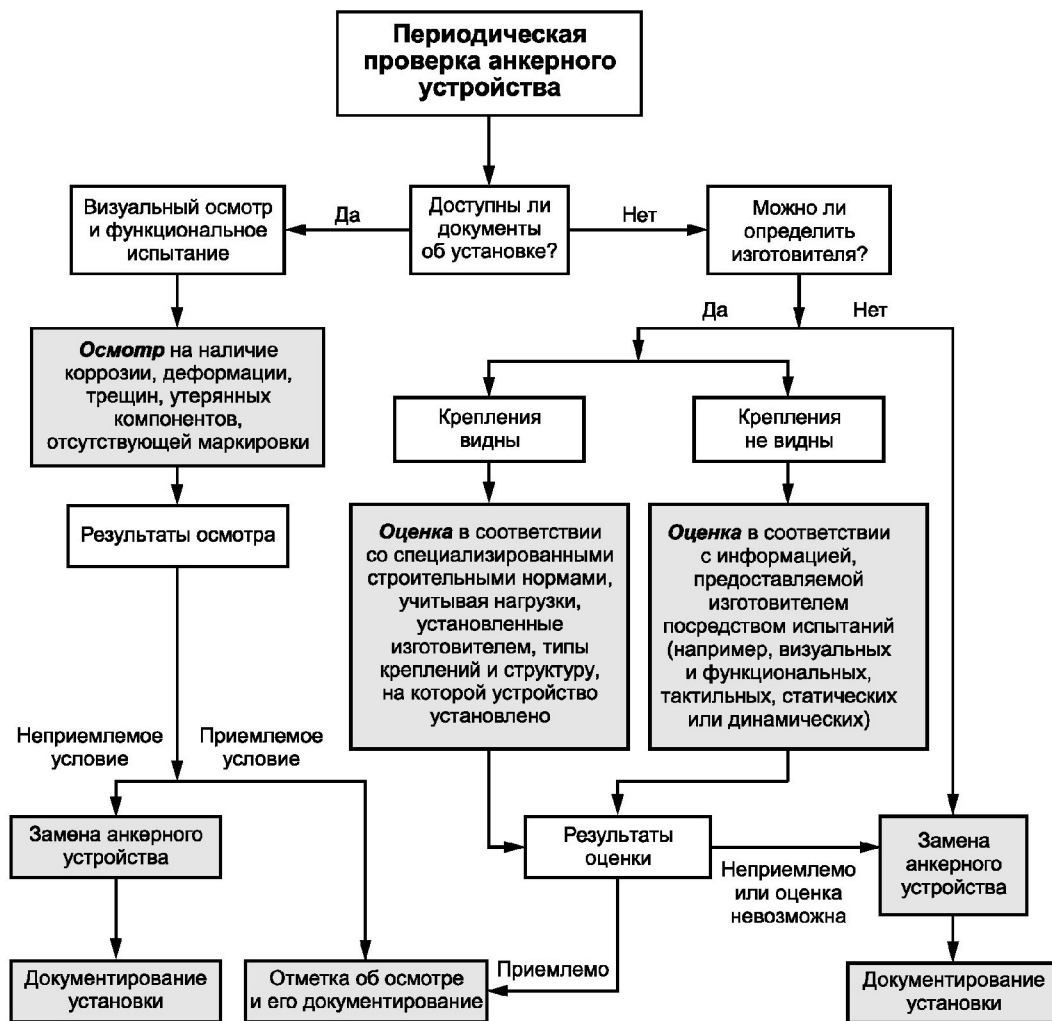 Периодическая
проверка анкерного
устройства
Визуальный осмотр
и функциональное
испытание
Да
Доступны ли
документы
об установке?
Нет
Можно ли
определить
изготовителя?
Да
Нет
Осмотр на наличие
коррозии, деформации,
трещин, утерянных
компонентов,
отсутствующей маркировки
Крепления
видны
Крепления
не видны
Результаты осмотра
Оценка в соответствии
со специализированными
строительными нормами,
учитывая нагрузки,
установленные
изготовителем, типы
креплений и структуру,
на которой устройство
установлено
Оценка в соответствии
с информацией,
предоставляемой
изготовителем
посредством испытаний
(например, визуальных
и функциональных,
тактильных, статических
или динамических)
Неприемлемое
условие
Приемлемое
условие
Замена анкерного
устройства
Результаты
оценки
Неприемлемо
или оценка
невозможна
Замена
анкерного
устройства
Документирование
установки
Отметка об осмотре
и его документирование
Приемлемо
Документирование
установки